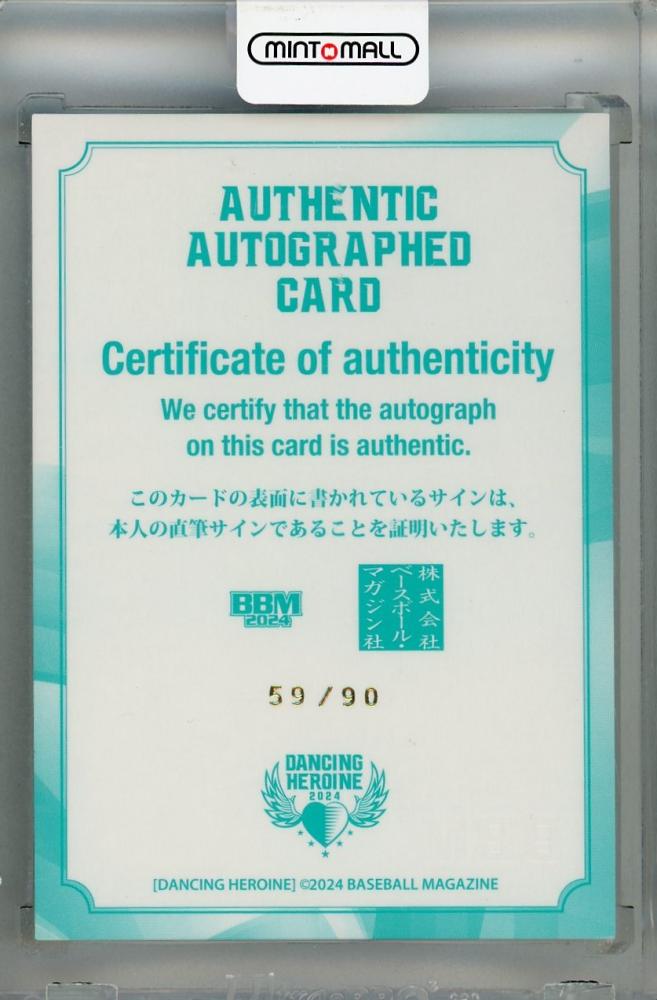 MINT MALL
AUTHENTIC
AUTOGRAPHED
CARD
Certificate of authenticity
We certify that the autograph
on this card is authentic.
このカードの表面に書かれているサインは、
本人の直筆サインであることを証明いたします。
BBM
2024
株式会社
ベースボール・
マガジン社
59/90
DANCING
HEROINE
2024
[DANCING HEROINE] ©2024 BASEBALL MAGAZINE